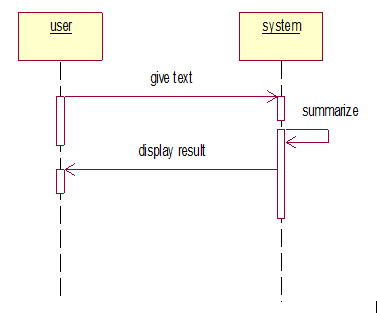 user
system
give text
summarize
display result